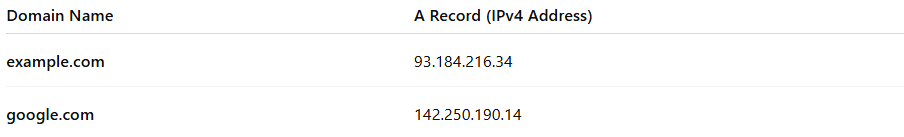 Domain Name A Record (IPv4 Address)
example.com 93.184.216.34
google.com 142.250.190.14